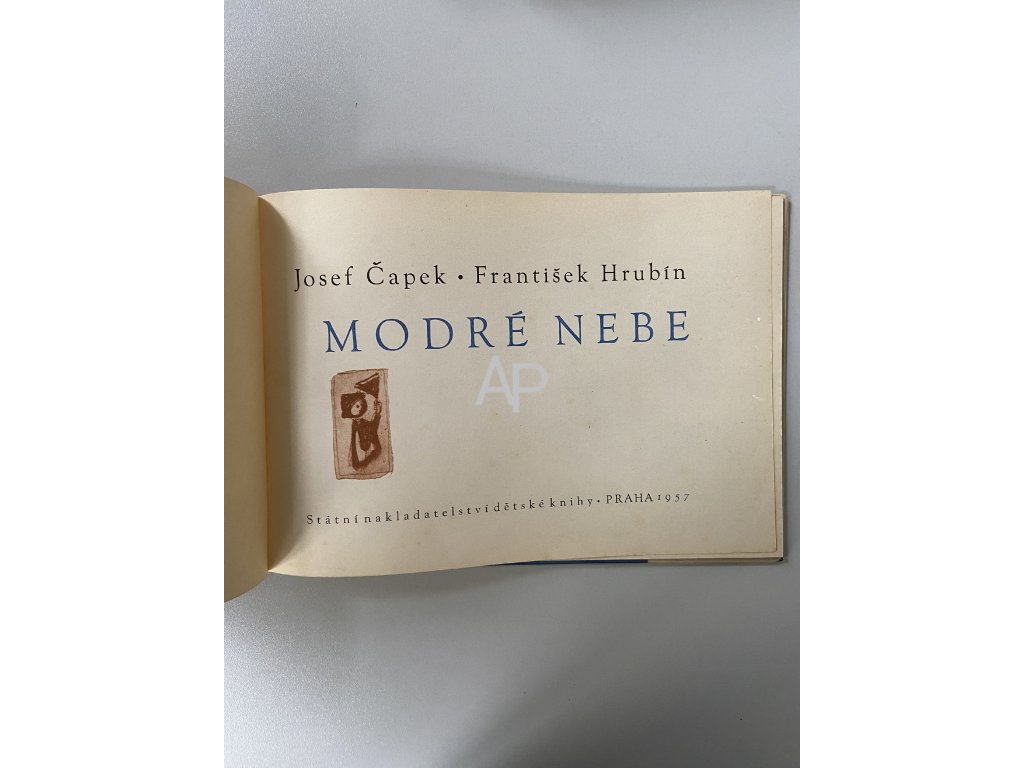 Josef Čapek • František Hrubín
MODRÉ NEBE
AP
Státní nakladatelství dětské knihy • PRAHA 1957